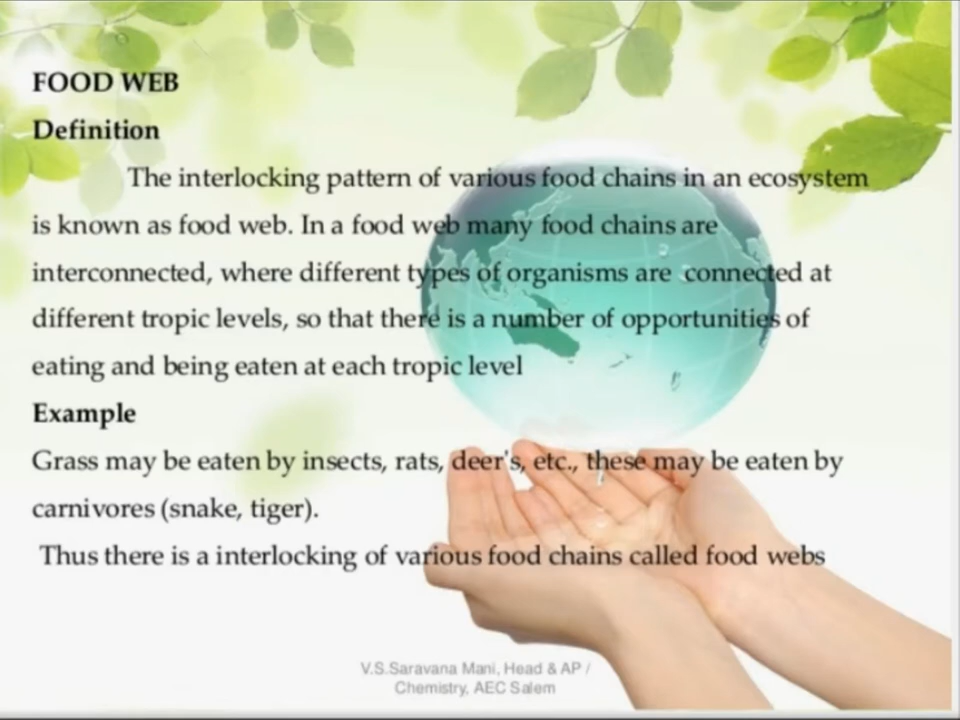 FOOD WEB
Definition
The interlocking pattern of various food chains in an ecosystem
is known as food web. In a food web many food chains are
interconnected, where different types of organisms are connected at
different tropic levels, so that there is a number of opportunities of
eating and being eaten at each tropic level
Example
Grass may be eaten by insects, rats, deer's, etc., these may be eaten by
carnivores (snake, tiger).
Thus there is a interlocking of various food chains called food webs
V.S.Saravana Mani, Head & AP /
Chemistry, AEC Salem